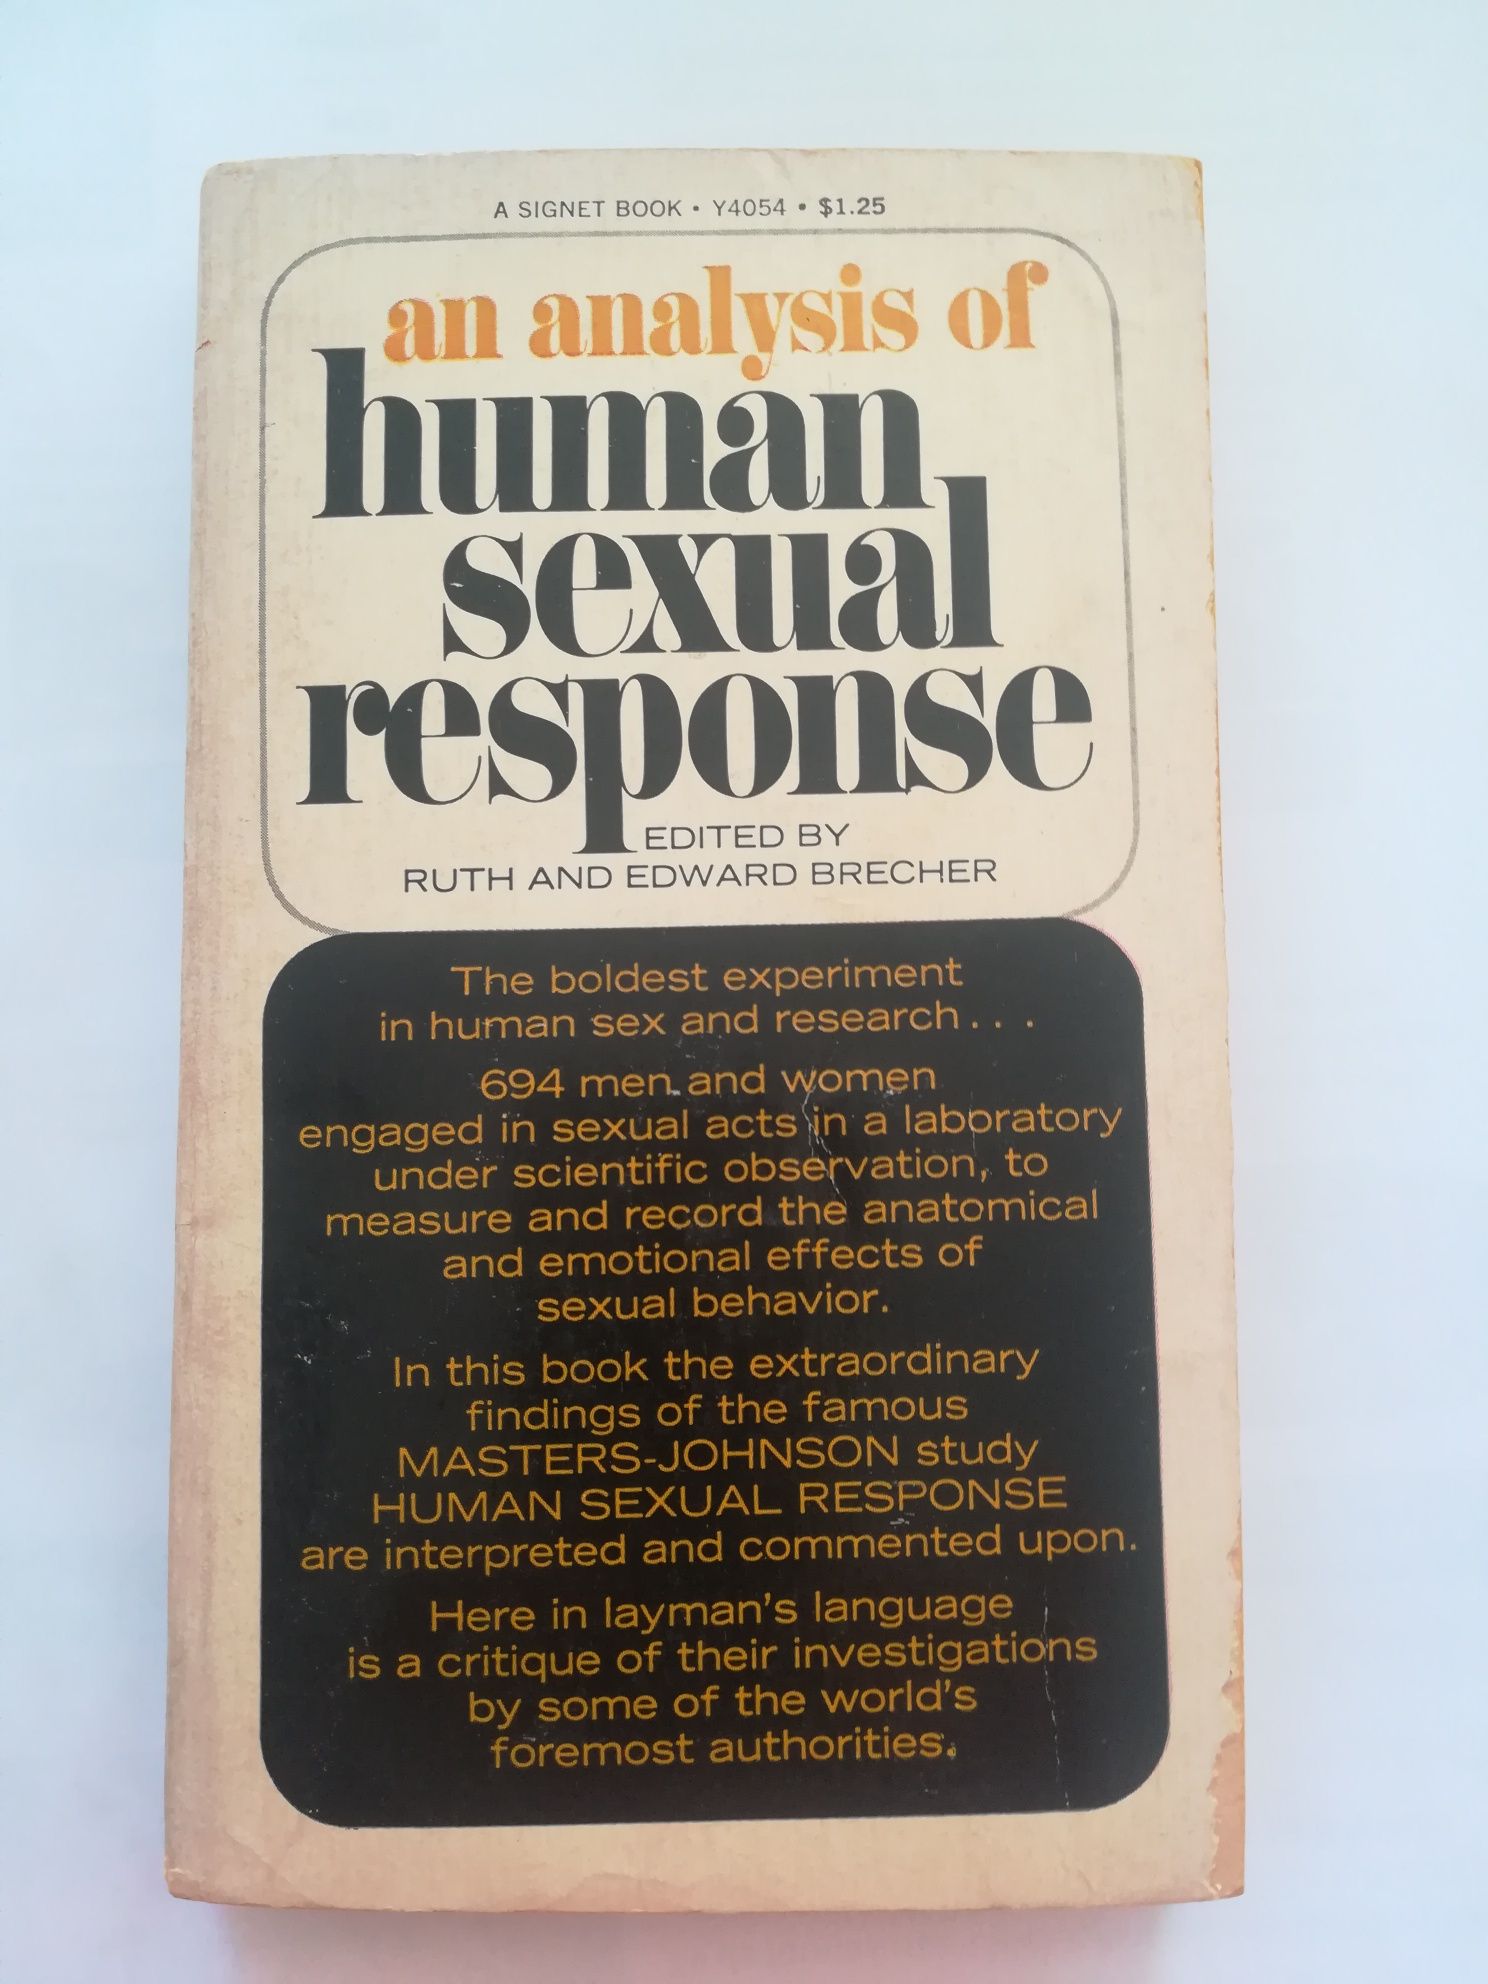 A SIGNET BOOK • Y4054 • $1.25
an analysis of
human
sexual
response
EDITED BY
RUTH AND EDWARD BRECHER
The boldest experiment
in human sex and research . . .
694 men and women
engaged in sexual acts in a laboratory
under scientific observation, to
measure and record the anatomical
and emotional effects of
sexual behavior.
In this book the extraordinary
findings of the famous
MASTERS-JOHNSON study
HUMAN SEXUAL RESPONSE
are interpreted and commented upon.
Here in layman's language
is a critique of their investigations
by some of the world's
foremost authorities.